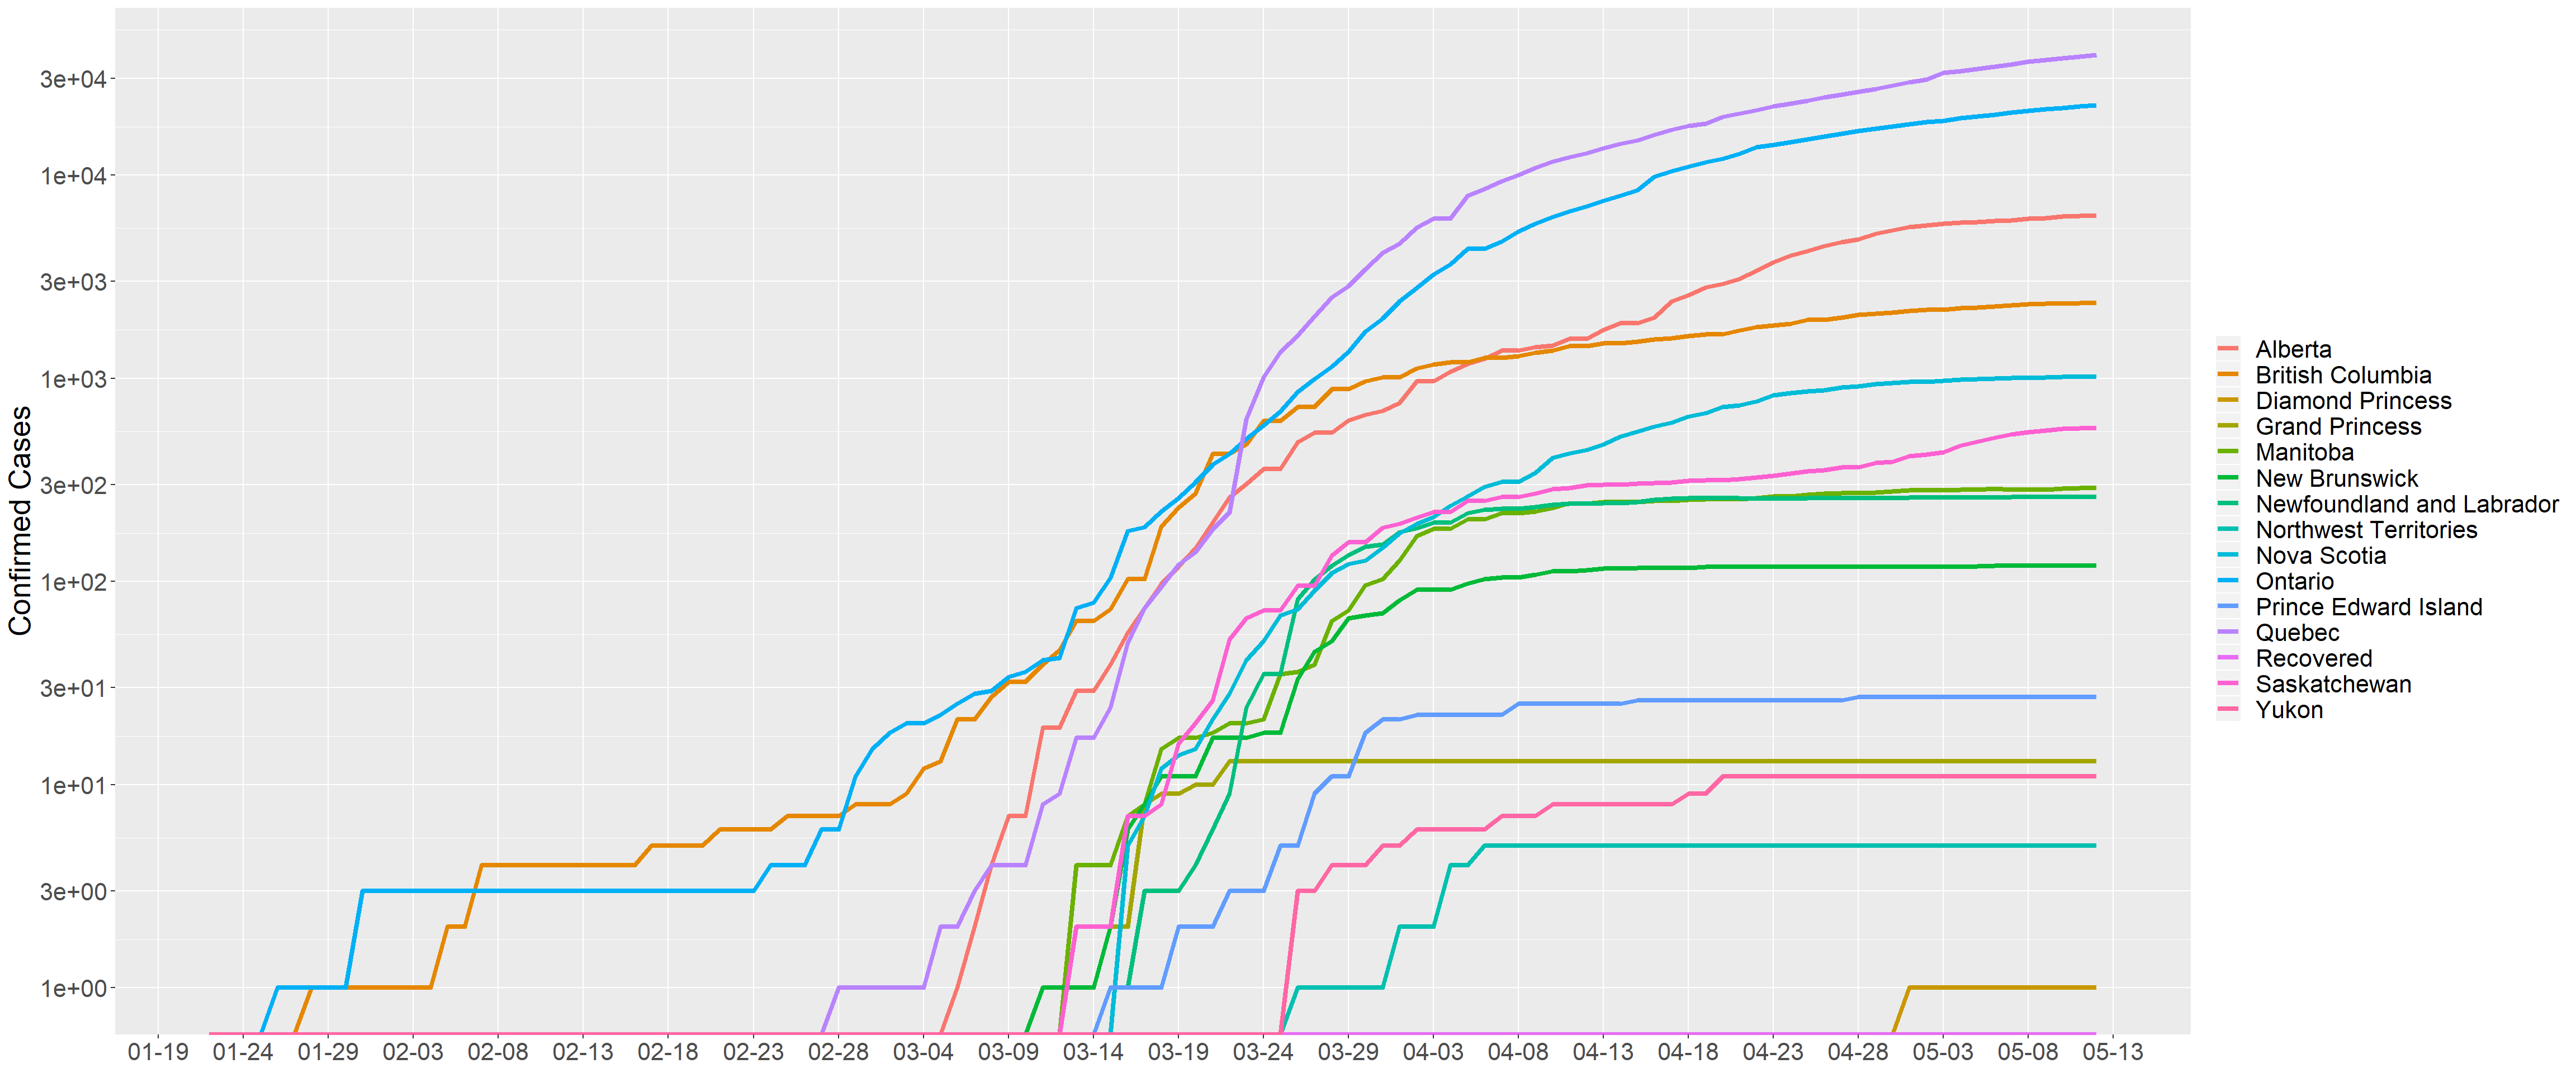 Confirmed Cases
3e+04
1e+04
3e+03
1e+03
3e+02
1e+02
3e+01
1e+01
3e+00
1e+00
01-19 01-24 01-29 02-03 02-08 02-13 02-18 02-23 02-28 03-04 03-09 03-14 03-19 03-24 03-29 04-03 04-08 04-13 04-18 04-23 04-28 05-03 05-08 05-13
Alberta
British Columbia
Diamond Princess
Grand Princess
Manitoba
New Brunswick
Newfoundland and Labrador
Northwest Territories
Nova Scotia
Ontario
Prince Edward Island
Quebec
Recovered
Saskatchewan
Yukon